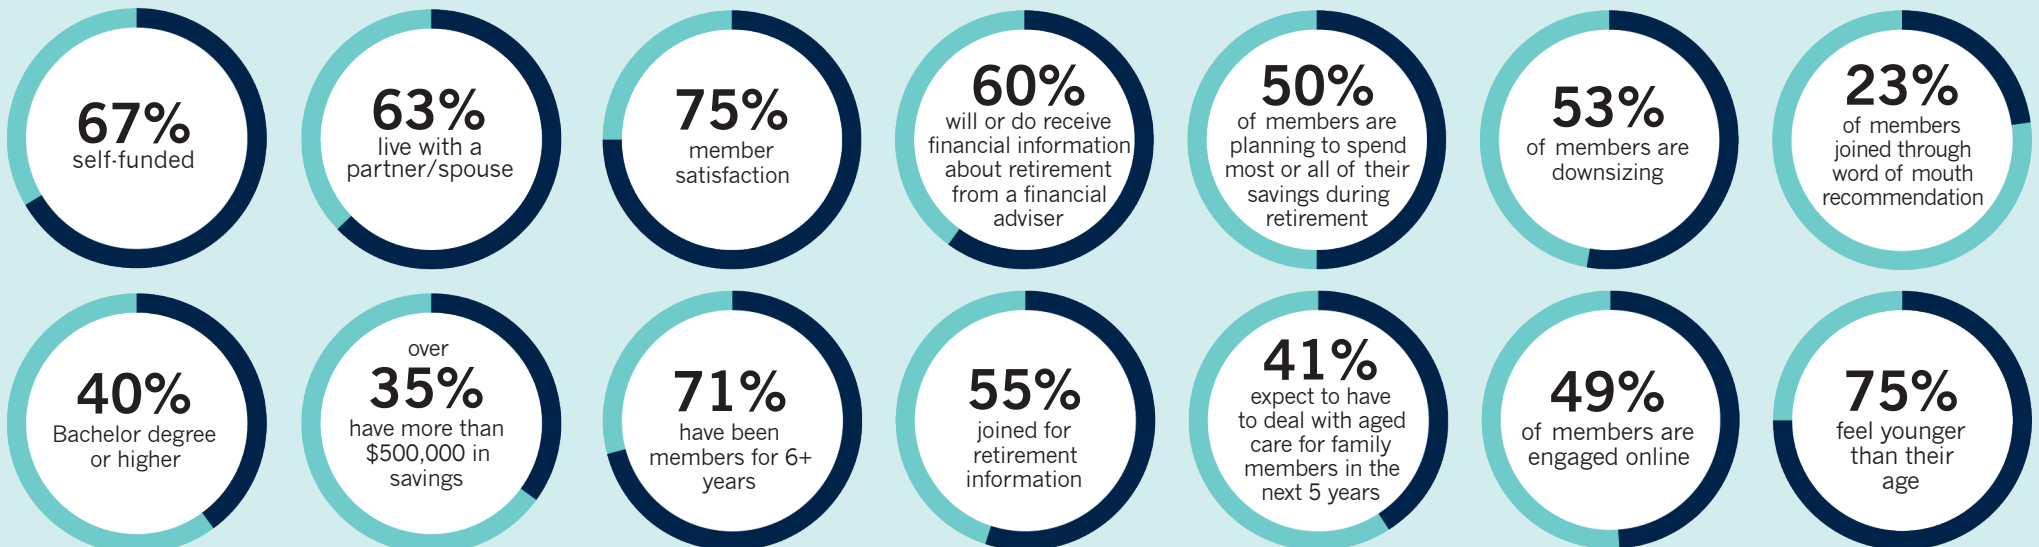 67%
self-funded
63%
live with a
partner/spouse
75%
member
satisfaction
60%
will or do receive
financial information
about retirement
from a financial
adviser
50%
of members are
planning to spend
most or all of their
savings during
retirement
53%
of members are
downsizing
23%
of members
joined through
word of mouth
recommendation
40%
Bachelor degree
or higher
over
35%
have more than
$500,000 in
savings
71%
have been
members for 6+
years
55%
joined for
retirement
information
41%
expect to have
to deal with aged
care for family
members in the
next 5 years
49%
of members are
engaged online
75%
feel younger
than their
age